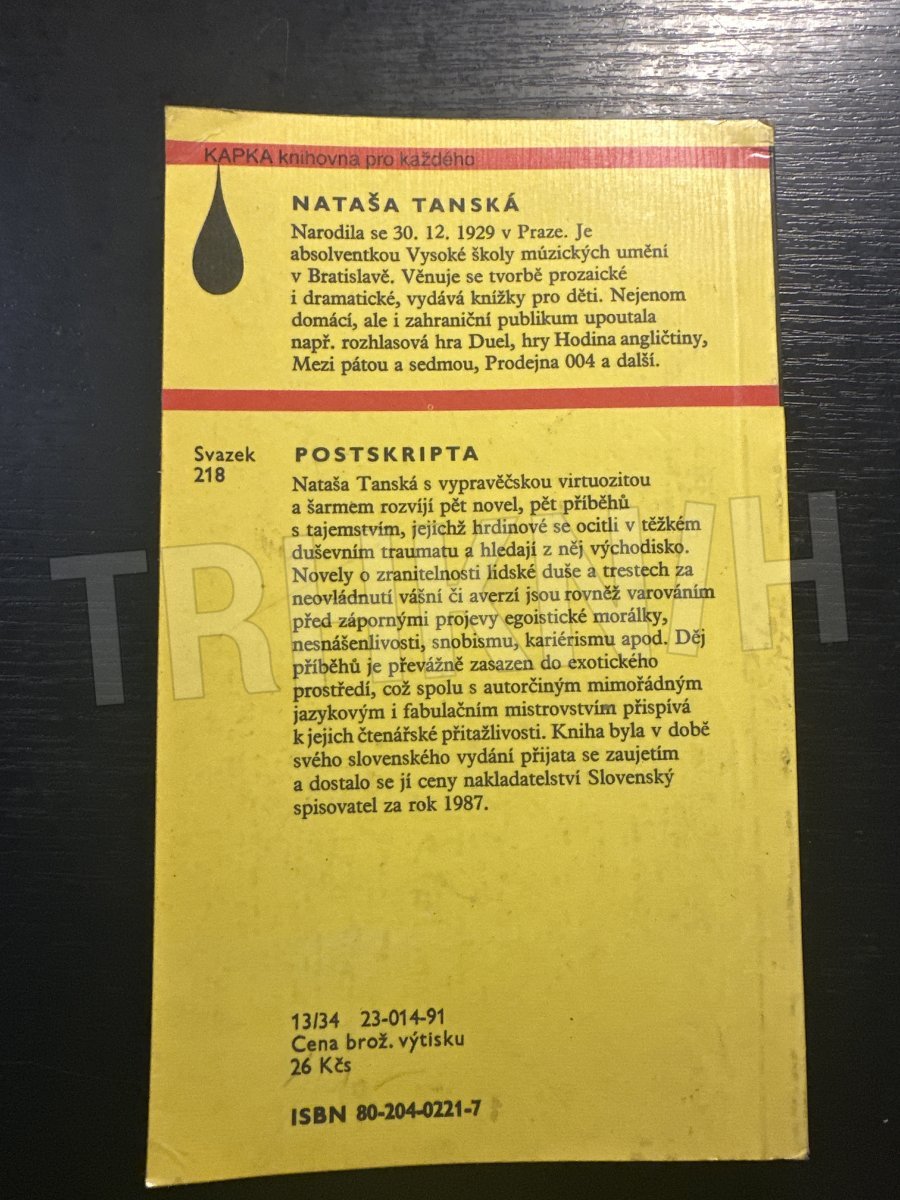 KAPKA knihovna pro každého
NATAŠA TANSKÁ
Narodila se 30. 12. 1929 v Praze. Je
absolventkou Vysoké školy múzických umění
v Bratislavě. Věnuje se tvorbě prozaické
i dramatické, vydává knížky pro děti. Nejenom
domácí, ale i zahraniční publikum upoutala
např. rozhlasová hra Duel, hry Hodina angličtiny,
Mezi pátou a sedmou, Prodejna 004 a další.
Svazek
218
POSTSKRIPTA
Nataša Tanská s vypravěčskou virtuozitou
a šarmem rozvíjí pět novel, pět příběhů
s tajemstvím, jejichž hrdinové se ocitli v těžkém
duševním traumatu a hledají z něj východisko.
Novely o zranitelnosti lidské duše a trestech za
neovládnutí vášní či averzí jsou rovněž varováním
před zápornými projevy egoistické morálky,
nesnášenlivosti, snobismu, kariérismu apod. Děj
příběhů je převážně zasazen do exotického
prostředí, což spolu s autorčiným mimořádným
jazykovým i fabulačním mistrovstvím přispívá
k jejich čtenářské přitažlivosti. Kniha byla v době
svého slovenského vydání přijata se zaujetím
a dostalo se jí ceny nakladatelství Slovenský
spisovatel za rok 1987.
13/34 23-014-91
Cena brož. výtisku
26 Kčs
ISBN 80-204-0221-7